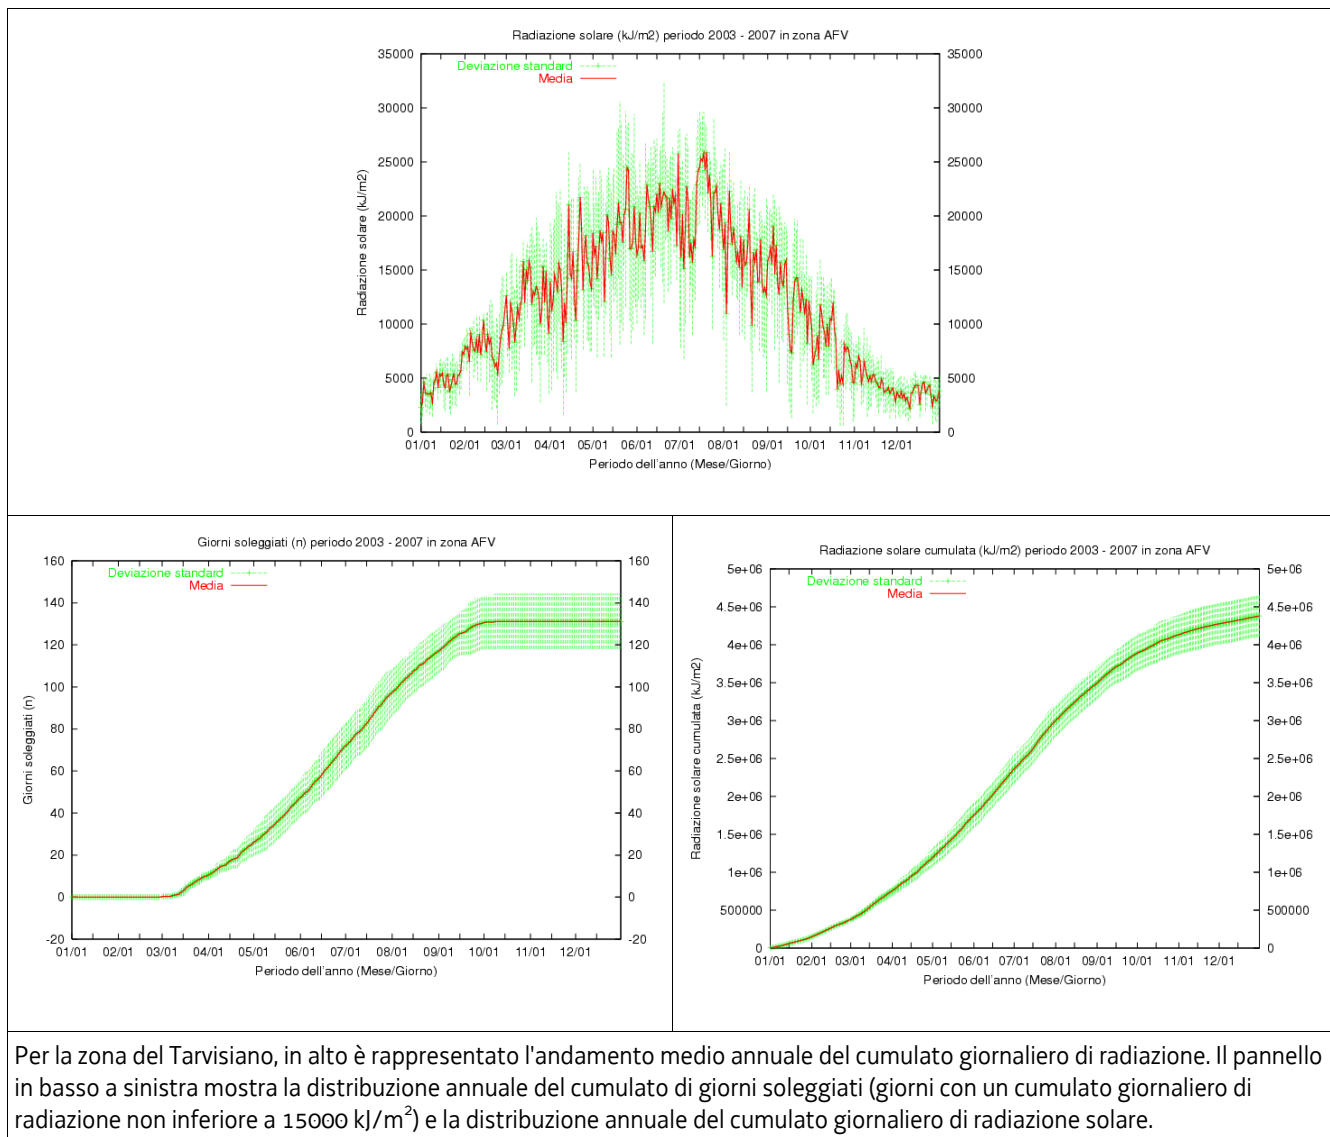 Radiazione solare (kJ/m2) periodo 2003 - 2007 in zona AFV
Deviazione standard
Media
Radiazione solare (kJ/m2)
35000
30000
25000
20000
15000
10000
5000
0
35000
30000
25000
20000
15000
10000
5000
0
01/01 02/01 03/01 04/01 05/01 06/01 07/01 08/01 09/01 10/01 11/01 12/01
Periodo dell'anno (Mese/Giorno)
Giorni soleggiati (n) periodo 2003 - 2007 in zona AFV
Deviazione standard
Media
Giorni soleggiati (n)
160
140
120
100
80
60
40
20
0
-20
160
140
120
100
80
60
40
20
0
-20
01/01 02/01 03/01 04/01 05/01 06/01 07/01 08/01 09/01 10/01 11/01 12/01
Periodo dell'anno (Mese/Giorno)
Radiazione solare cumulata (kJ/m2) periodo 2003 - 2007 in zona AFV
Deviazione standard
Media
Radiazione solare cumulata (kJ/m2)
5e+06
4.5e+06
4e+06
3.5e+06
3e+06
2.5e+06
2e+06
1.5e+06
1e+06
500000
0
5e+06
4.5e+06
4e+06
3.5e+06
3e+06
2.5e+06
2e+06
1.5e+06
1e+06
500000
0
01/01 02/01 03/01 04/01 05/01 06/01 07/01 08/01 09/01 10/01 11/01 12/01
Periodo dell'anno (Mese/Giorno)
Per la zona del Tarvisiano, in alto è rappresentato l'andamento medio annuale del cumulato giornaliero di radiazione. Il pannello
in basso a sinistra mostra la distribuzione annuale del cumulato di giorni soleggiati (giorni con un cumulato giornaliero di
radiazione non inferiore a 15000 kJ/m²) e la distribuzione annuale del cumulato giornaliero di radiazione solare.